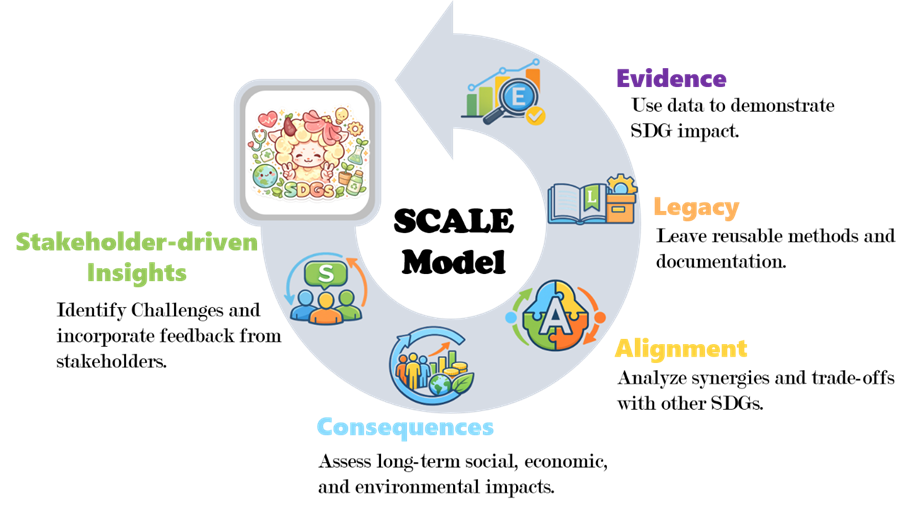 SCALE
Model
SDGs
Stakeholder-driven
Insights
Identify Challenges and
incorporate feedback from
stakeholders.
S
Consequences
Assess long-term social, economic,
and environmental impacts.
A
Alignment
Analyze synergies and trade-offs
with other SDGs.
L
Legacy
Leave reusable methods and
documentation.
E
Evidence
Use data to demonstrate
SDG impact.